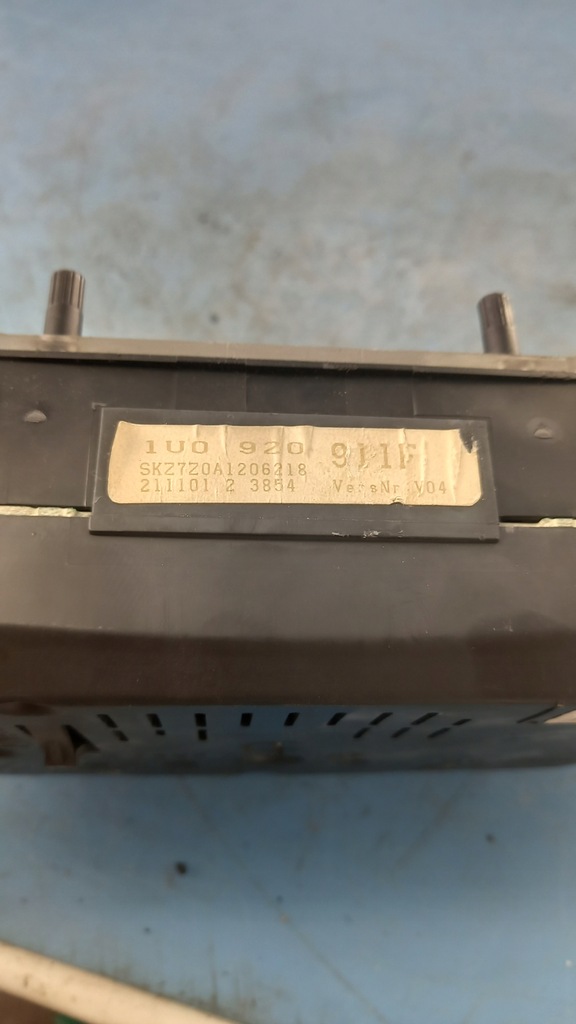 1U0 920 911F
SKZ7Z0A1206218
211101 2 3854 VersNr V04